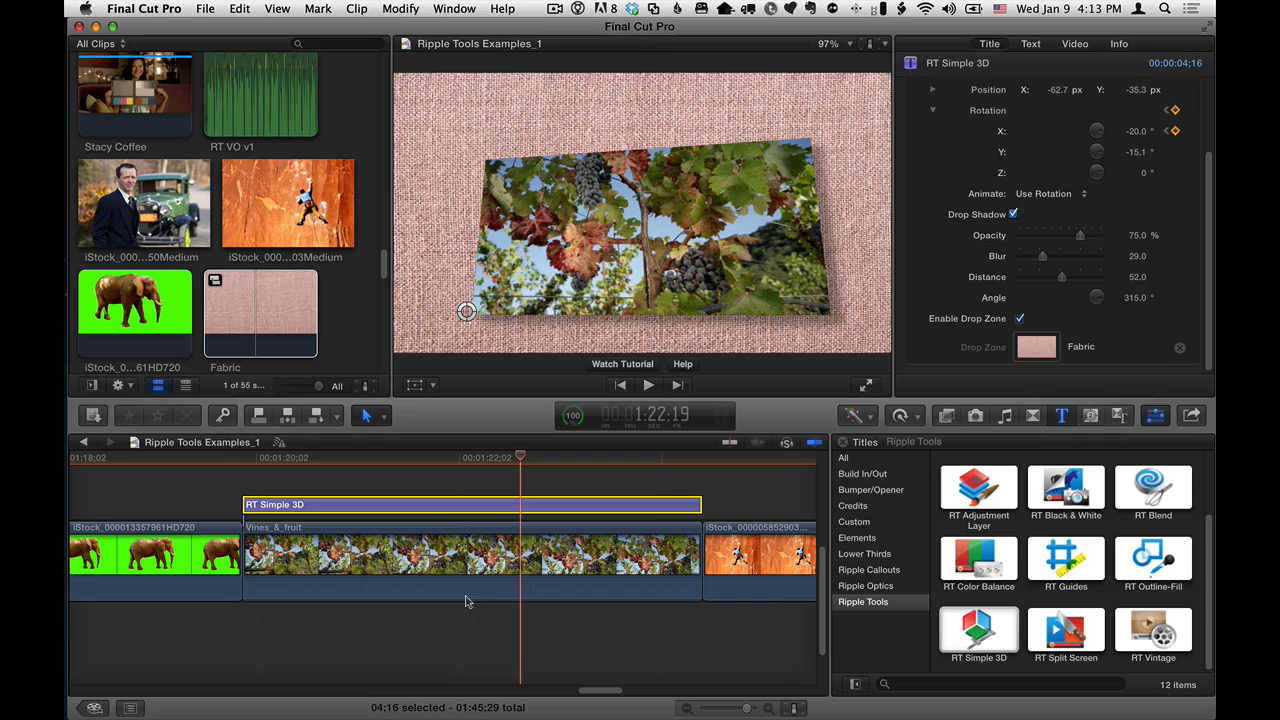 Final Cut Pro File Edit View Mark Clip Modify Window Help
8 Wed Jan 9 4:13 PM
Final Cut Pro
All Clips
Stacy Coffee
RT VO v1
iStock_000....50Medium
iStock_000....03Medium
iStock_0....61HD720
Fabric
1 of 55 s...
All
Ripple Tools Examples_1
97%
Watch Tutorial
Help
100
1:22;19
HR MIN SEC FR
Title Text Video Info
RT Simple 3D
00:00:04;16
Position X: -62.7 px Y: -35.3 px
Rotation
X: -20.0 °
Y: -15.1 °
Z: 0 °
Animate: Use Rotation
Drop Shadow
Opacity 75.0 %
Blur 29.0
Distance 52.0
Angle 315.0 °
Enable Drop Zone
Drop Zone Fabric
Ripple Tools Examples_1
01:18;02
00:01:20;02
00:01:22;02
RT Simple 3D
iStock_000013357961HD720
Vines_&_fruit
iStock_000005852903...
04;16 selected - 01:45;29 total
Titles Ripple Tools
All
Build In/Out
Bumper/Opener
Credits
Custom
Elements
Lower Thirds
Ripple Callouts
Ripple Optics
Ripple Tools
RT Adjustment Layer
RT Black & White
RT Blend
RT Color Balance
RT Guides
RT Outline-Fill
RT Simple 3D
RT Split Screen
RT Vintage
12 items